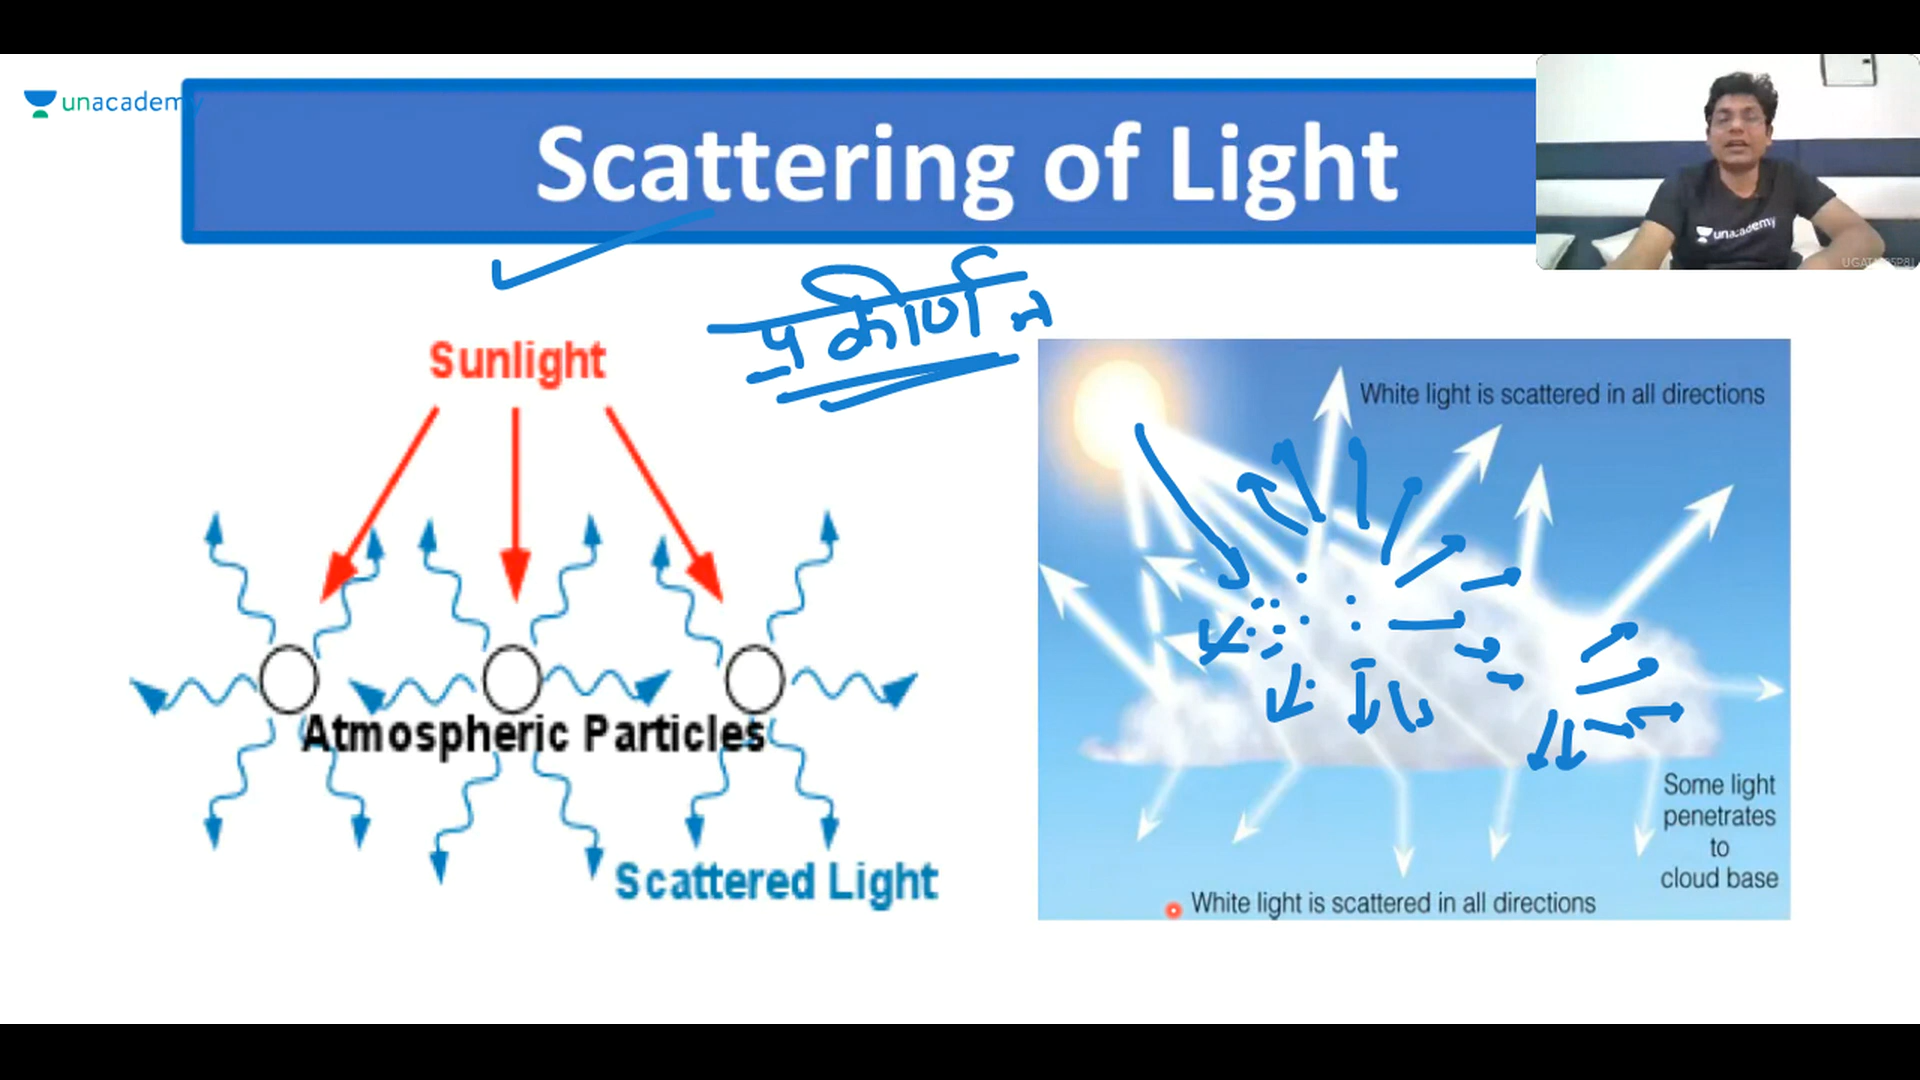 unacademy
Scattering of Light
unacademy
प्रकीर्णन
Sunlight
White light is scattered in all directions
Atmospheric Particles
Some light
penetrates
to
cloud base
Scattered Light
White light is scattered in all directions